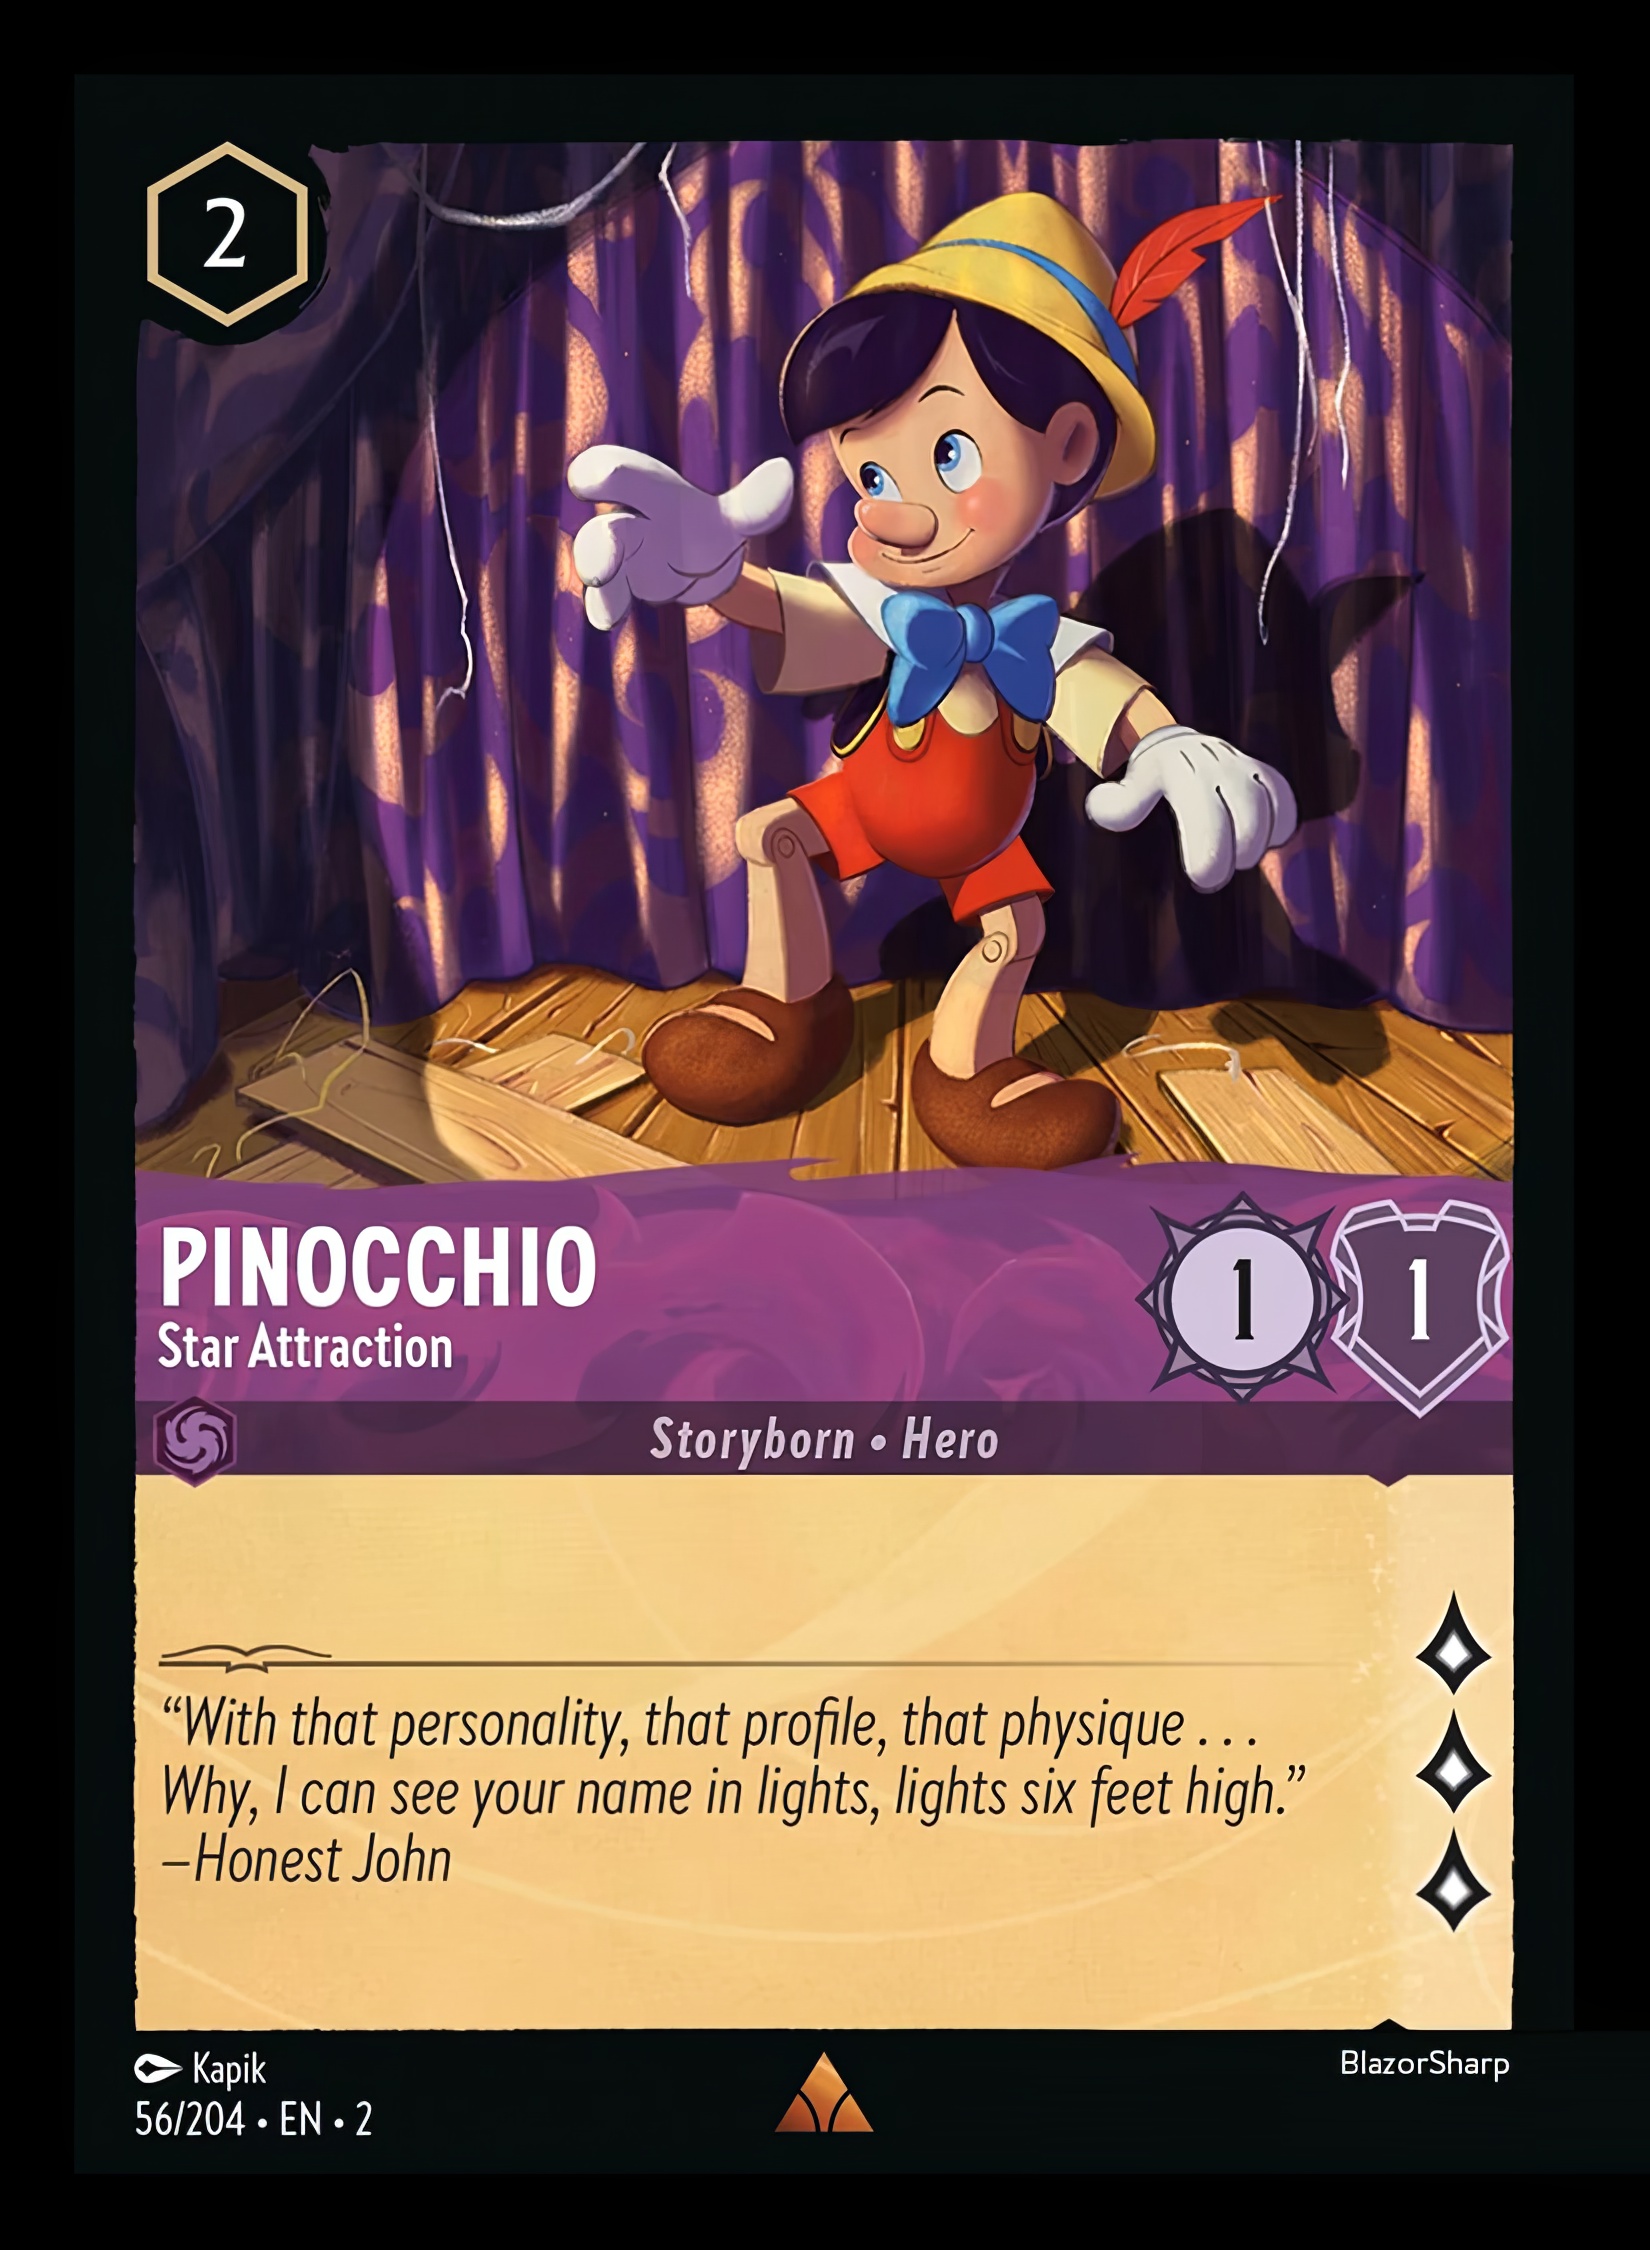 2
PINOCCHIO
Star Attraction
1
1
Storyborn • Hero
“With that personality, that profile, that physique . . .
Why, I can see your name in lights, lights six feet high.”
–Honest John
Kapik
BlazorSharp
56/204 • EN • 2